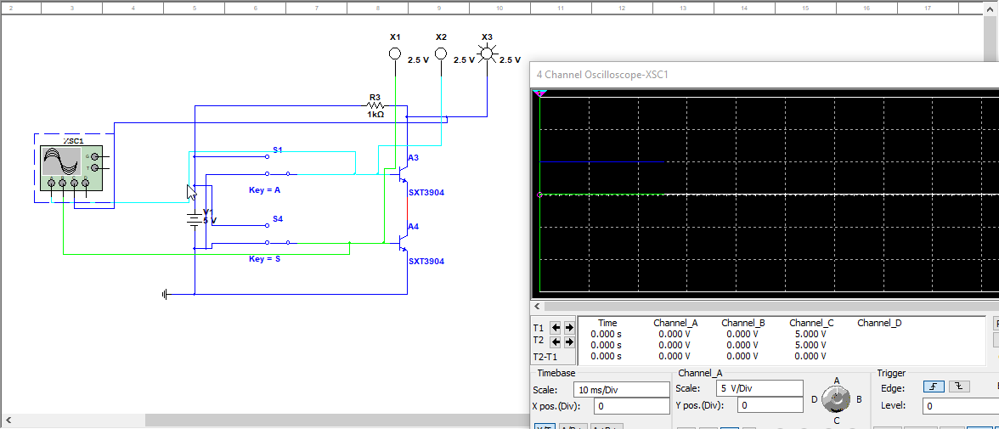 2 3 4 5 6 7 8 9 10 11 12 13 14 15 16 17
X1 X2 X3
2.5 V 2.5 V 2.5 V
4 Channel Oscilloscope-XSC1
R3
1kΩ
XSC1
G
T
A B C D
S1
A3
Key = A
SXT3904
V1
5 V
S4
A4
Key = S
SXT3904
T1
T2
T2-T1
Time Channel_A Channel_B Channel_C Channel_D
0.000 s 0.000 V 0.000 V 5.000 V
0.000 s 0.000 V 0.000 V 5.000 V
0.000 s 0.000 V 0.000 V 0.000 V
Timebase Channel_A Trigger
Scale: 10 ms/Div Scale: 5 V/Div A Edge:
X pos.(Div): 0 Y pos.(Div): 0 D B Level: 0
C